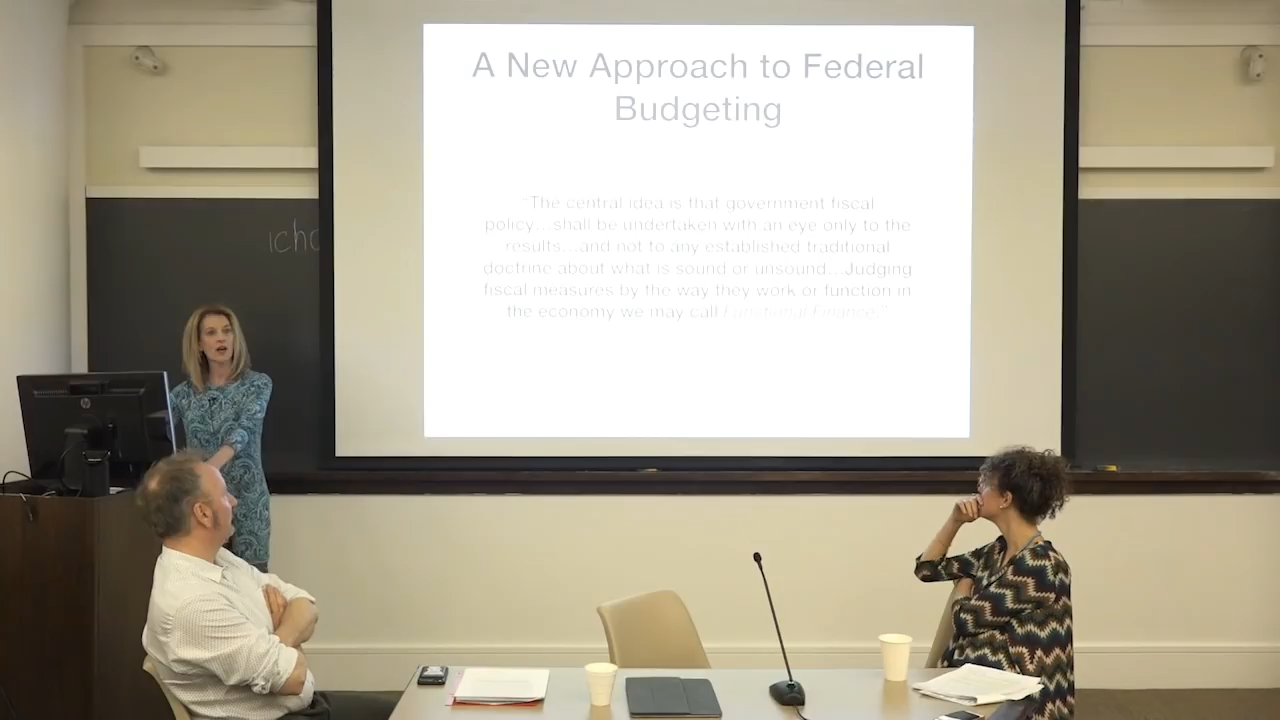 A New Approach to Federal
Budgeting
"The central idea is that government fiscal
policy...shall be undertaken with an eye only to the
results...and not to any established traditional
doctrine about what is sound or unsound...Judging
fiscal measures by the way they work or function in
the economy we may call Functional Finance."
icho
hp